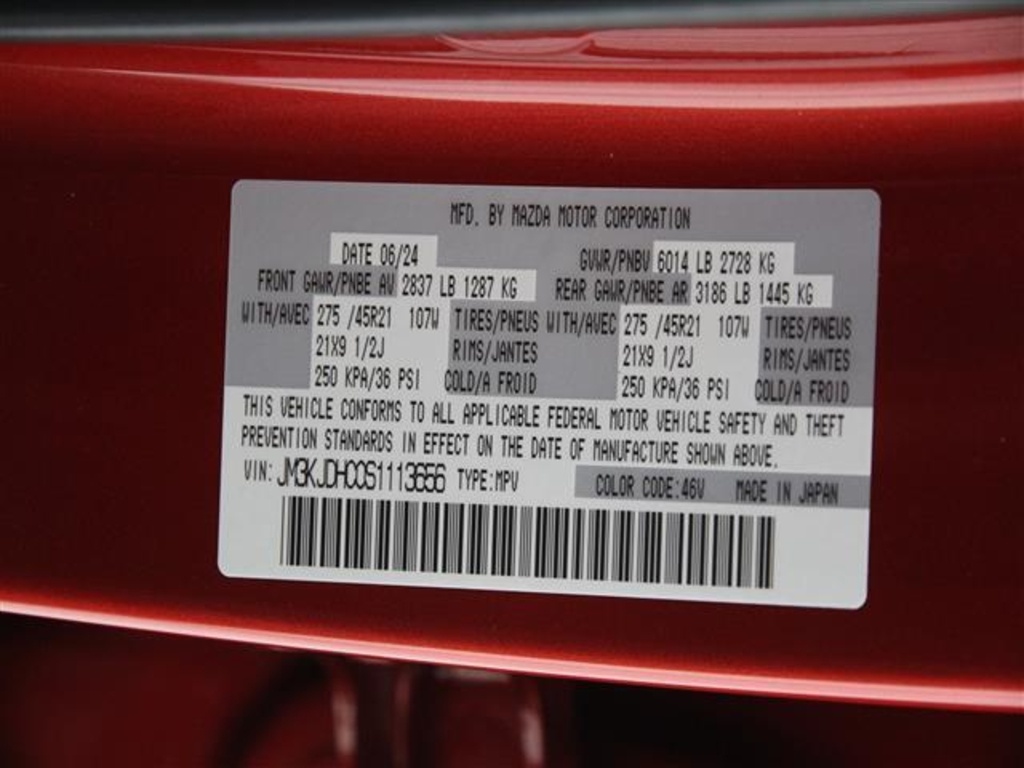 MFD. BY MAZDA MOTOR CORPORATION
DATE 06/24 GVWR/PNBV 6014 LB 2728 KG
FRONT GAWR/PNBE AV 2837 LB 1287 KG REAR GAWR/PNBE AR 3186 LB 1445 KG
WITH/AVEC 275 /45R21 107W TIRES/PNEUS WITH/AVEC 275 /45R21 107W TIRES/PNEUS
21X9 1/2J RIMS/JANTES 21X9 1/2J RIMS/JANTES
250 KPA/36 PSI COLD/A FROID 250 KPA/36 PSI COLD/A FROID
THIS VEHICLE CONFORMS TO ALL APPLICABLE FEDERAL MOTOR VEHICLE SAFETY AND THEFT
PREVENTION STANDARDS IN EFFECT ON THE DATE OF MANUFACTURE SHOWN ABOVE.
VIN: JM3KJDHC0S1113656 TYPE:MPV COLOR CODE:46V MADE IN JAPAN